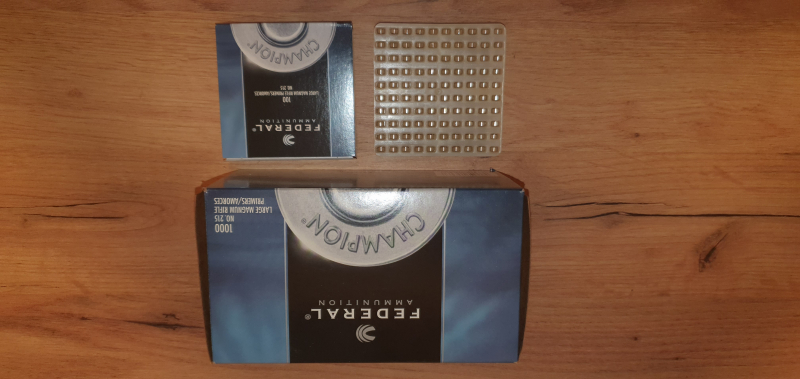 FEDERAL®
AMMUNITION
CHAMPION®
1000
NO. 215
LARGE MAGNUM RIFLE
PRIMERS/AMORCES
FEDERAL®
AMMUNITION
100
LARGE MAGNUM RIFLE PRIMERS/AMORCES
NO. 215
CHAMPION®